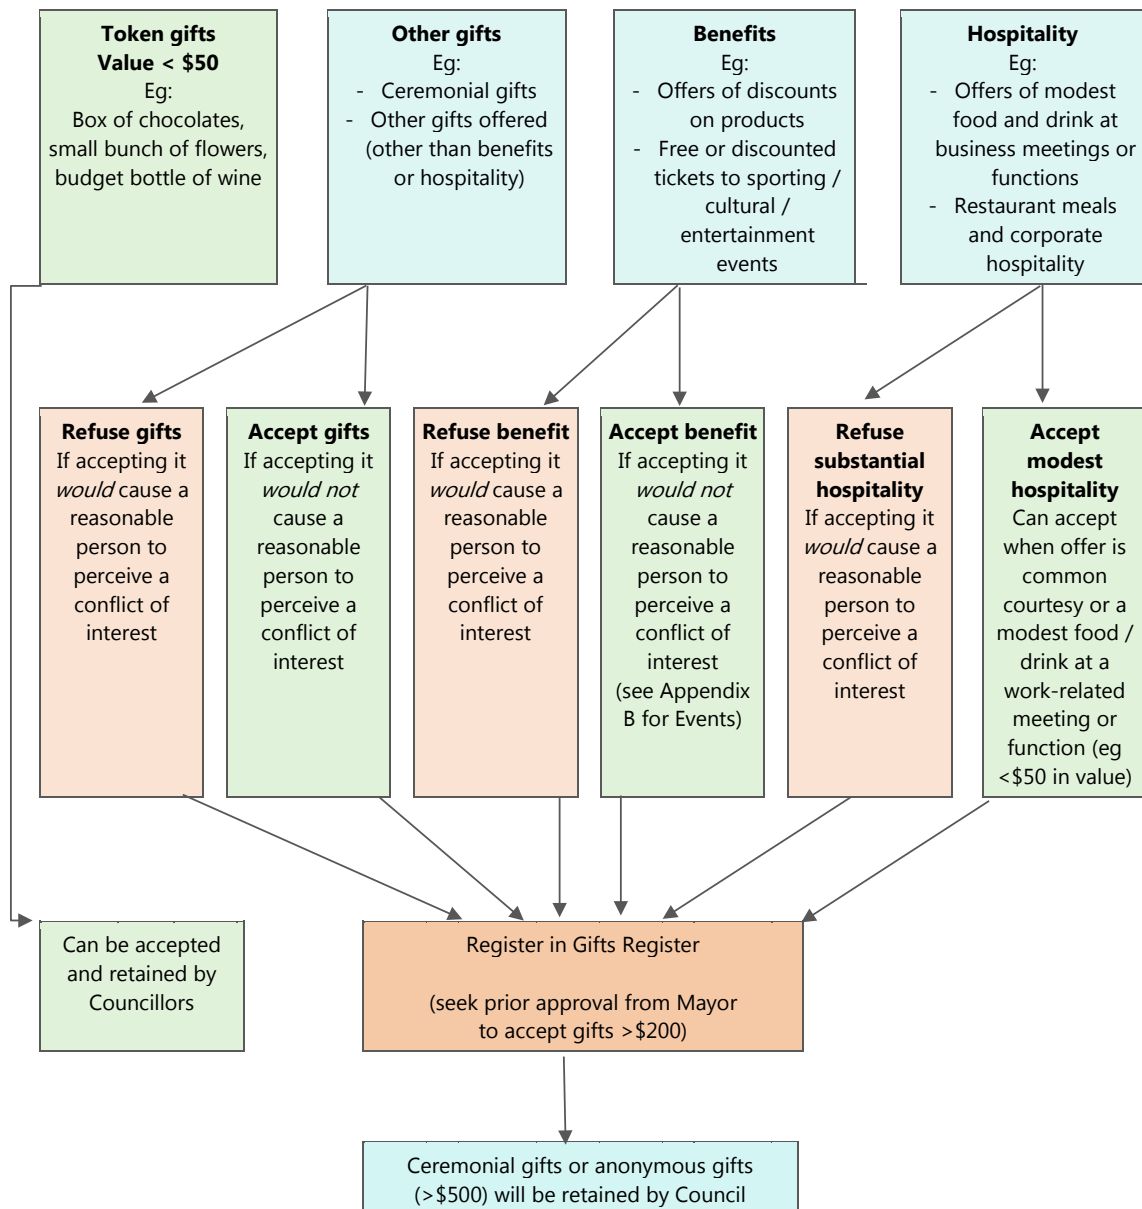 Token gifts
Value < $50
Eg:
Box of chocolates,
small bunch of flowers,
budget bottle of wine
Other gifts
Eg:
- Ceremonial gifts
- Other gifts offered
(other than benefits
or hospitality)
Benefits
Eg:
- Offers of discounts
on products
- Free or discounted
tickets to sporting /
cultural /
entertainment
events
Hospitality
Eg:
- Offers of modest
food and drink at
business meetings or
functions
- Restaurant meals
and corporate
hospitality
Refuse gifts
If accepting it
would cause a
reasonable
person to
perceive a
conflict of
interest
Accept gifts
If accepting it
would not
cause a
reasonable
person to
perceive a
conflict of
interest
Refuse benefit
If accepting it
would cause a
reasonable
person to
perceive a
conflict of
interest
Accept benefit
If accepting it
would not
cause a
reasonable
person to
perceive a
conflict of
interest
(see Appendix
B for Events)
Refuse
substantial
hospitality
If accepting it
would cause a
reasonable
person to
perceive a
conflict of
interest
Accept
modest
hospitality
Can accept
when offer is
common
courtesy or a
modest food /
drink at a
work-related
meeting or
function (eg
<$50 in value)
Can be accepted
and retained by
Councillors
Register in Gifts Register
(seek prior approval from Mayor
to accept gifts >$200)
Ceremonial gifts or anonymous gifts
(>$500) will be retained by Council